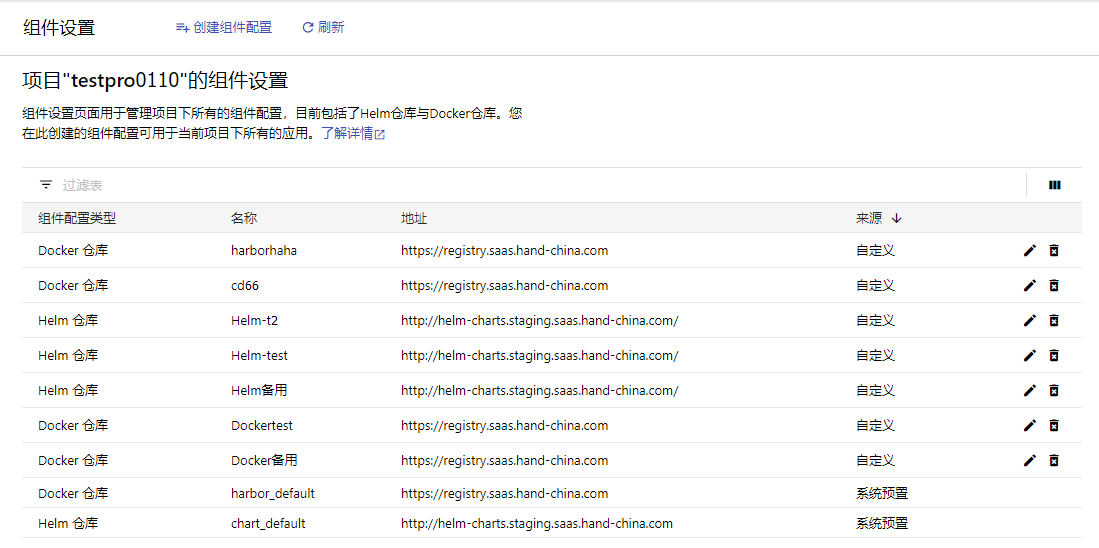 组件设置 创建组件配置 刷新
项目"testpro0110"的组件设置
组件设置页面用于管理项目下所有的组件配置，目前包括了Helm仓库与Docker仓库。您
在此创建的组件配置可用于当前项目下所有的应用。了解详情
过滤表
组件配置类型 名称 地址 来源
Docker 仓库 harborhaha https://registry.saas.hand-china.com 自定义
Docker 仓库 cd66 https://registry.saas.hand-china.com 自定义
Helm 仓库 Helm-t2 http://helm-charts.staging.saas.hand-china.com/ 自定义
Helm 仓库 Helm-test http://helm-charts.staging.saas.hand-china.com/ 自定义
Helm 仓库 Helm备用 http://helm-charts.staging.saas.hand-china.com/ 自定义
Docker 仓库 Dockertest https://registry.saas.hand-china.com 自定义
Docker 仓库 Docker备用 https://registry.saas.hand-china.com 自定义
Docker 仓库 harbor_default https://registry.saas.hand-china.com 系统预置
Helm 仓库 chart_default http://helm-charts.staging.saas.hand-china.com 系统预置